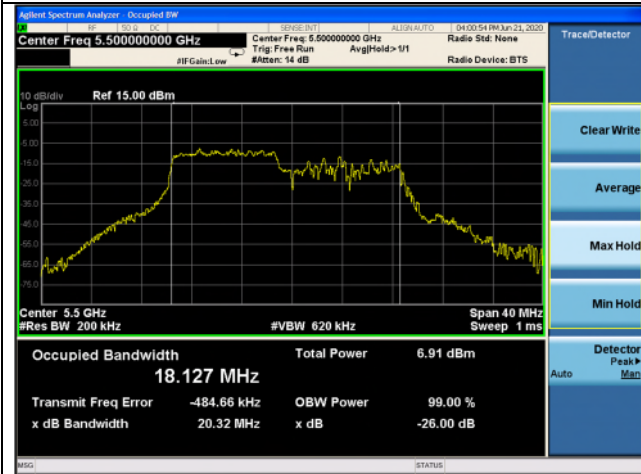 Agilent Spectrum Analyzer - Occupied BW
RF 50 Ω DC SENSE:INT ALIGN AUTO 04:00:54 PM Jun 21, 2020
Center Freq 5.500000000 GHz
Center Freq: 5.500000000 GHz
Radio Std: None
Trig: Free Run Avg|Hold>1/1
#IFGain:Low #Atten: 14 dB Radio Device: BTS
Trace/Detector
10 dB/div Ref 15.00 dBm
Log
5.00
-5.00
-15.0
-25.0
-35.0
-45.0
-55.0
-65.0
-75.0
Center 5.5 GHz Span 40 MHz
#Res BW 200 kHz #VBW 620 kHz Sweep 1 ms
Occupied Bandwidth Total Power 6.91 dBm
18.127 MHz
Transmit Freq Error -484.66 kHz OBW Power 99.00 %
x dB Bandwidth 20.32 MHz x dB -26.00 dB
Clear Write
Average
Max Hold
Min Hold
Detector
Peak▶
Auto Man
MSG STATUS